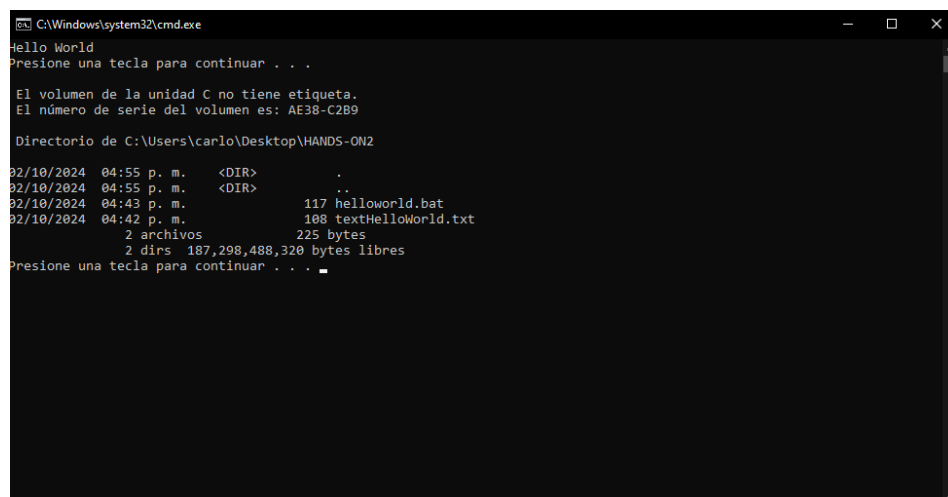 C:\Windows\system32\cmd.exe
Hello World
Presione una tecla para continuar . . .
El volumen de la unidad C no tiene etiqueta.
El número de serie del volumen es: AE38-C2B9
Directorio de C:\Users\carlo\Desktop\HANDS-ON2
02/10/2024  04:55 p. m.    <DIR>          .
02/10/2024  04:55 p. m.    <DIR>          ..
02/10/2024  04:43 p. m.               117 helloworld.bat
02/10/2024  04:42 p. m.               108 textHelloWorld.txt
2 archivos            225 bytes
2 dirs  187,298,488,320 bytes libres
Presione una tecla para continuar . . .